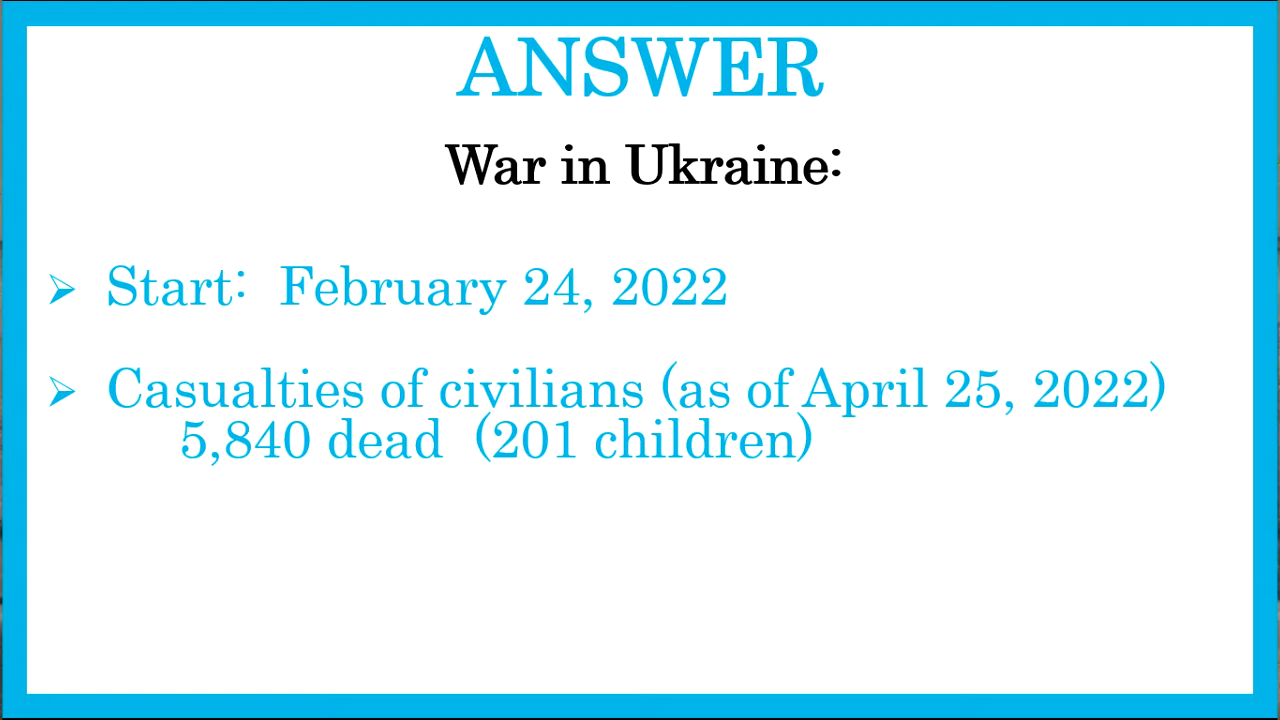 ANSWER
War in Ukraine:
➢ Start: February 24, 2022
➢ Casualties of civilians (as of April 25, 2022)
5,840 dead (201 children)